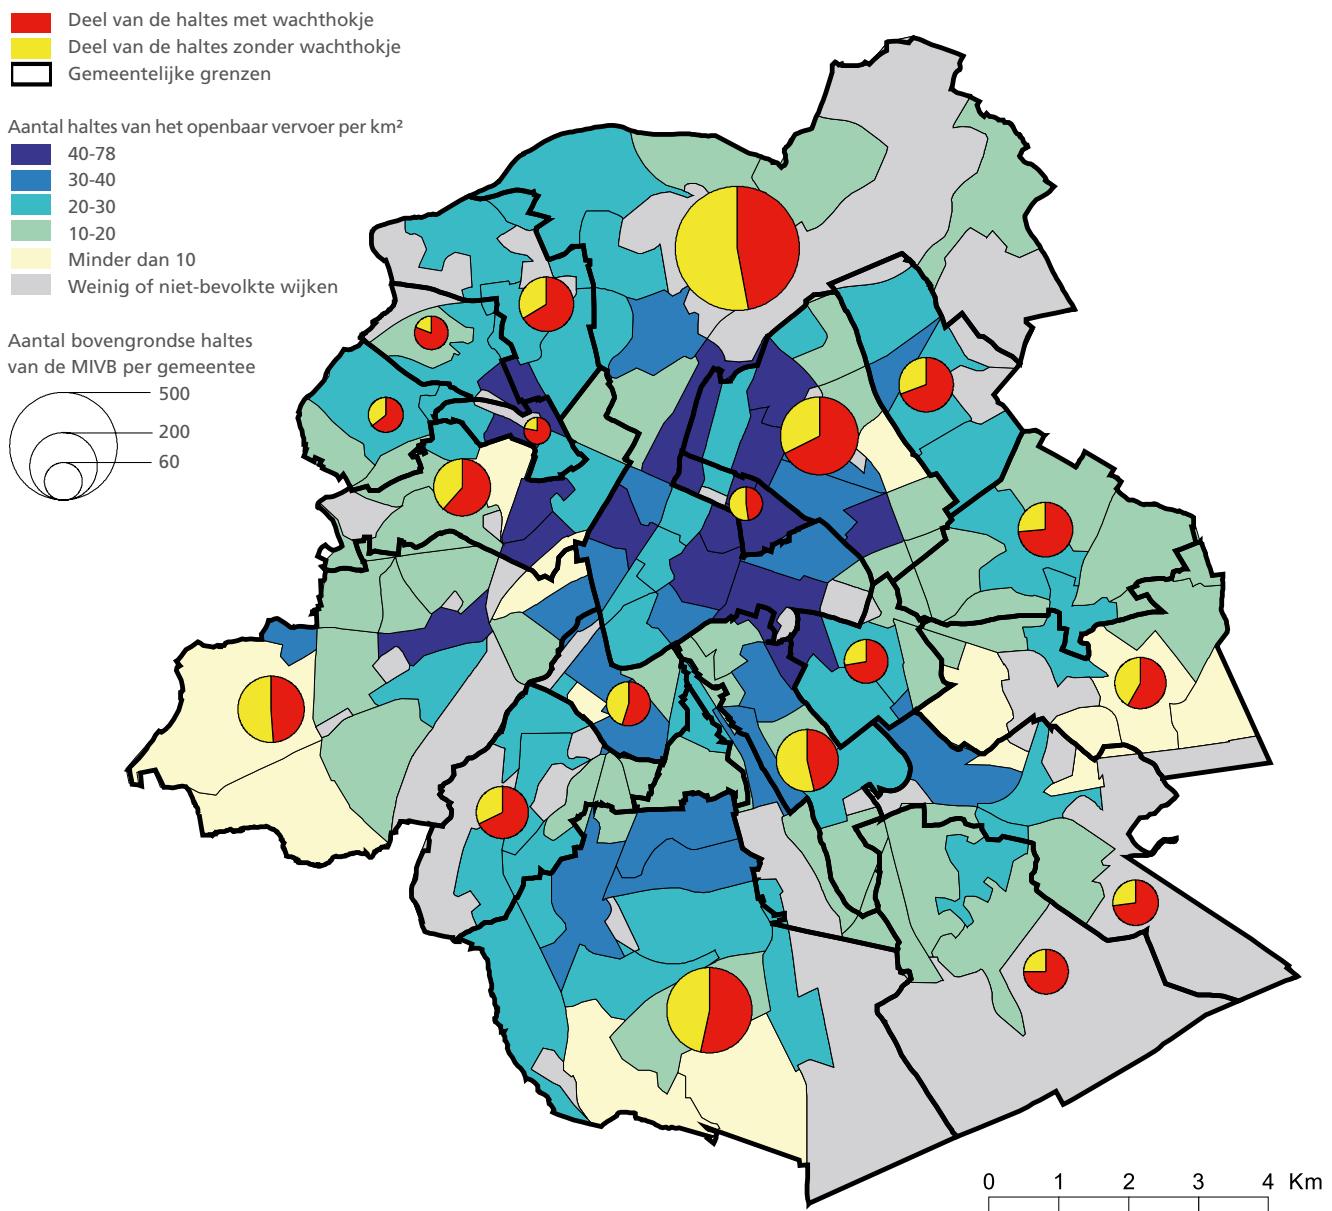 Deel van de haltes met wachthokje
Deel van de haltes zonder wachthokje
Gemeentelijke grenzen
Aantal haltes van het openbaar vervoer per km²
40-78
30-40
20-30
10-20
Minder dan 10
Weinig of niet-bevolkte wijken
Aantal bovengrondse haltes
van de MIVB per gemeentee
500
200
60
0 1 2 3 4 Km